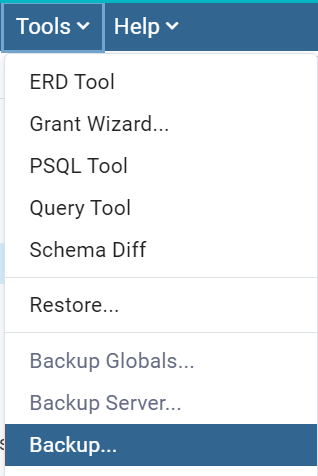 Tools Help
ERD Tool
Grant Wizard...
PSQL Tool
Query Tool
Schema Diff
Restore...
Backup Globals...
Backup Server...
Backup...